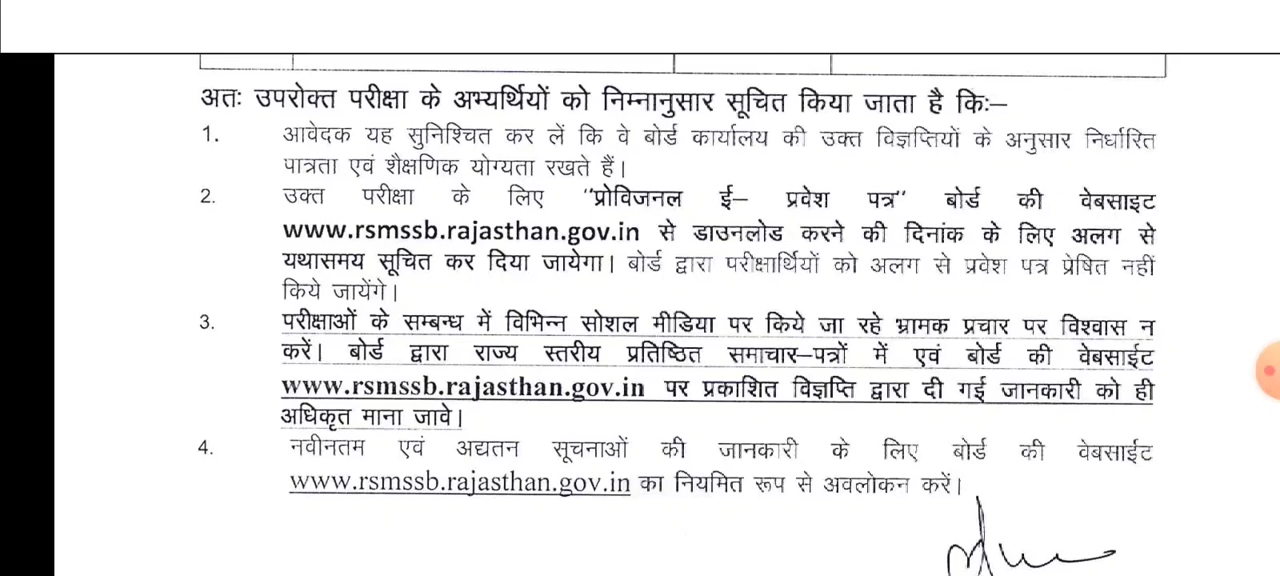 अतः उपरोक्त परीक्षा के अभ्यर्थियों को निम्नानुसार सूचित किया जाता है किः–
1. आवेदक यह सुनिश्चित कर लें कि वे बोर्ड कार्यालय की उक्त विज्ञप्तियों के अनुसार निर्धारित
पात्रता एवं शैक्षणिक योग्यता रखते हैं।
2. उक्त परीक्षा के लिए "प्रोविजनल ई– प्रवेश पत्र" बोर्ड की वेबसाइट
www.rsmssb.rajasthan.gov.in से डाउनलोड करने की दिनांक के लिए अलग से
यथासमय सूचित कर दिया जायेगा। बोर्ड द्वारा परीक्षार्थियों को अलग से प्रवेश पत्र प्रेषित नहीं
किये जायेंगे।
3. परीक्षाओं के सम्बन्ध में विभिन्न सोशल मीडिया पर किये जा रहे भ्रामक प्रचार पर विश्वास न
करें। बोर्ड द्वारा राज्य स्तरीय प्रतिष्ठित समाचार–पत्रों में एवं बोर्ड की वेबसाईट
www.rsmssb.rajasthan.gov.in पर प्रकाशित विज्ञप्ति द्वारा दी गई जानकारी को ही
अधिकृत माना जावे।
4. नवीनतम एवं अद्यतन सूचनाओं की जानकारी के लिए बोर्ड की वेबसाईट
www.rsmssb.rajasthan.gov.in का नियमित रूप से अवलोकन करें।